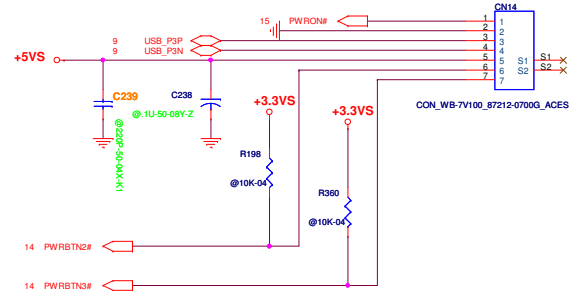 CN14
15 PWRON#
1 1
2 2
9 USB_P3P 3 3
9 USB_P3N 4 4
+5VS 5 5 S1 S1
6 6 S2 S2
7 7
C239
C238
+3.3VS
+3.3VS
CON_WB-7V100_87212-0700G_ACES
@.1U-50-08Y-Z
@220P-50-04X-K1
R198
@10K-04
R360
@10K-04
14 PWRBTN2#
14 PWRBTN3#